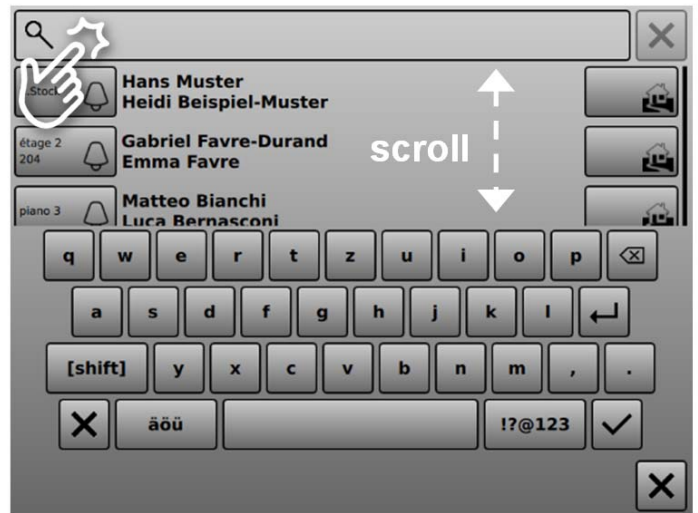 Hans Muster
Heidi Beispiel-Muster
étage 2
204
Gabriel Favre-Durand
Emma Favre
scroll
piano 3
Matteo Bianchi
Luca Bernasconi
q w e r t z u i o p
a s d f g h j k l
[shift] y x c v b n m , .
äöü !?@123